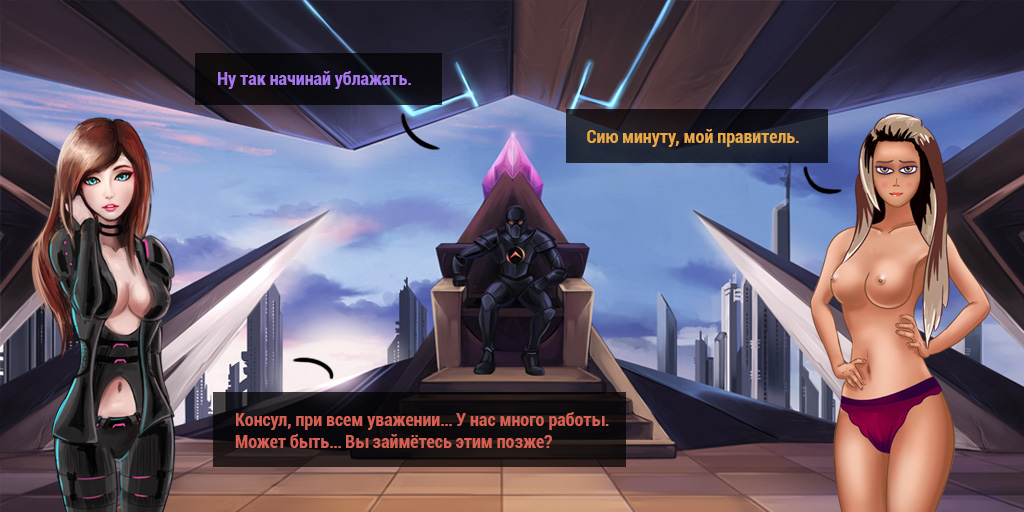 Ну так начинай ублажать.
Сию минуту, мой правитель.
Консул, при всем уважении... У нас много работы.
Может быть... Вы займётесь этим позже?